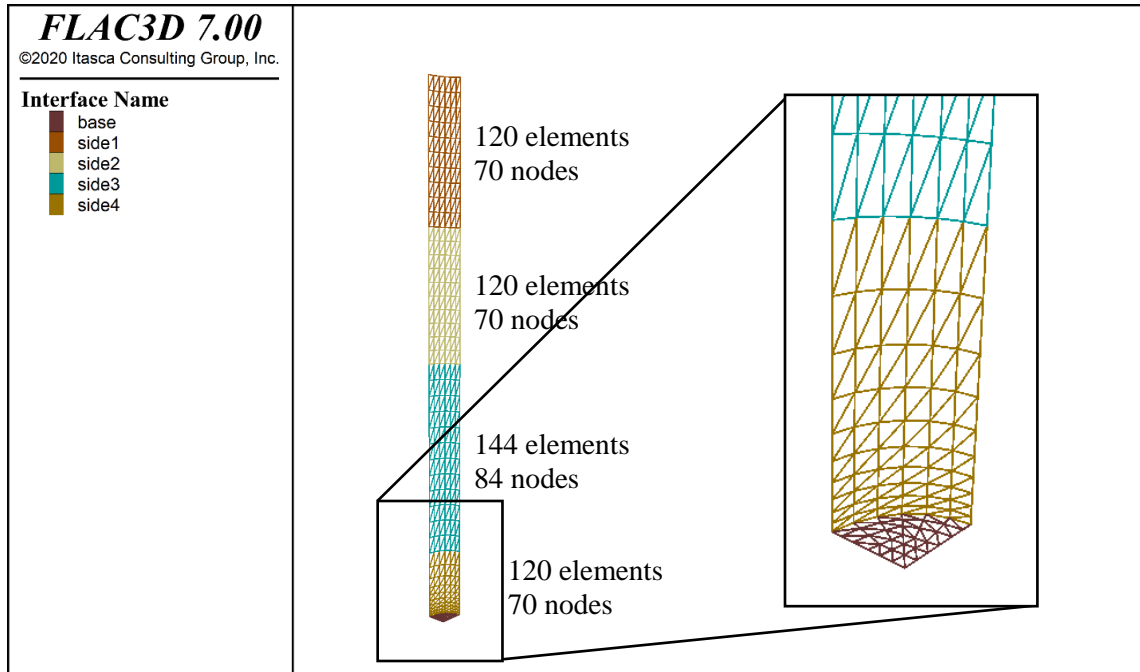 FLAC3D 7.00
©2020 Itasca Consulting Group, Inc.
Interface Name
base
side1
side2
side3
side4
120 elements
70 nodes
120 elements
70 nodes
144 elements
84 nodes
120 elements
70 nodes